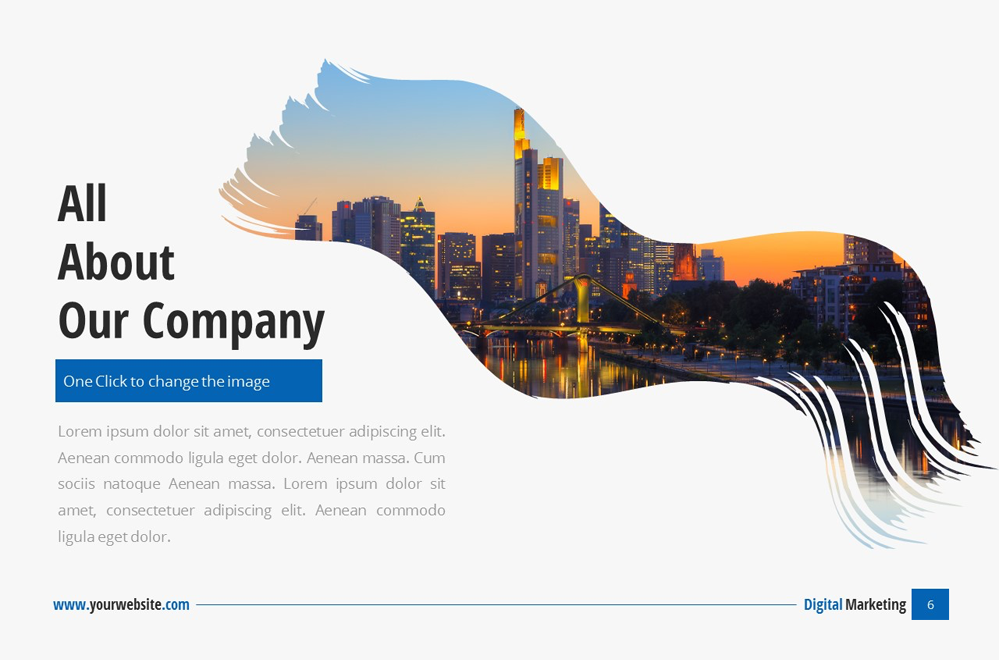 All
About
Our Company
One Click to change the image
Lorem ipsum dolor sit amet, consectetuer adipiscing elit.
Aenean commodo ligula eget dolor. Aenean massa. Cum
sociis natoque Aenean massa. Lorem ipsum dolor sit
amet, consectetuer adipiscing elit. Aenean commodo
ligula eget dolor.
www.yourwebsite.com
Digital Marketing 6